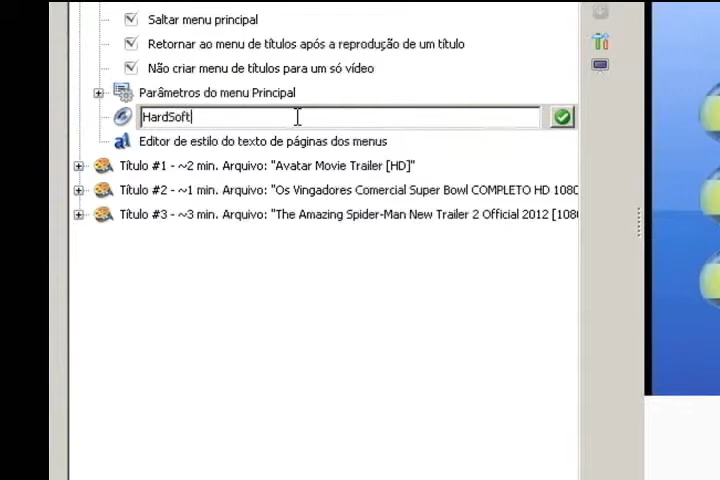 Saltar menu principal
Retornar ao menu de títulos após a reprodução de um título
Não criar menu de títulos para um só vídeo
Parâmetros do menu Principal
HardSoft
Editor de estilo do texto de páginas dos menus
Título #1 - ~2 min. Arquivo: "Avatar Movie Trailer [HD]"
Título #2 - ~1 min. Arquivo: "Os Vingadores Comercial Super Bowl COMPLETO HD 1080
Título #3 - ~3 min. Arquivo: "The Amazing Spider-Man New Trailer 2 Official 2012 [108